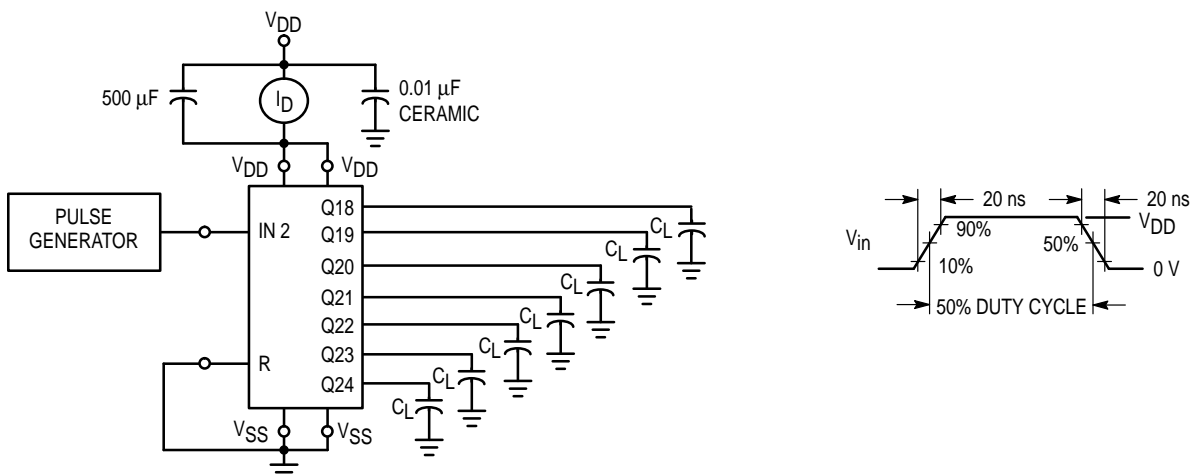 VDD
500 μF
ID
0.01 μF
CERAMIC
VDD
VDD
PULSE
GENERATOR
IN 2
R
Q18
Q19
Q20
Q21
Q22
Q23
Q24
CL
CL
CL
CL
CL
CL
CL
VSS
VSS
20 ns
20 ns
Vin
90%
10%
50%
VDD
0 V
50% DUTY CYCLE